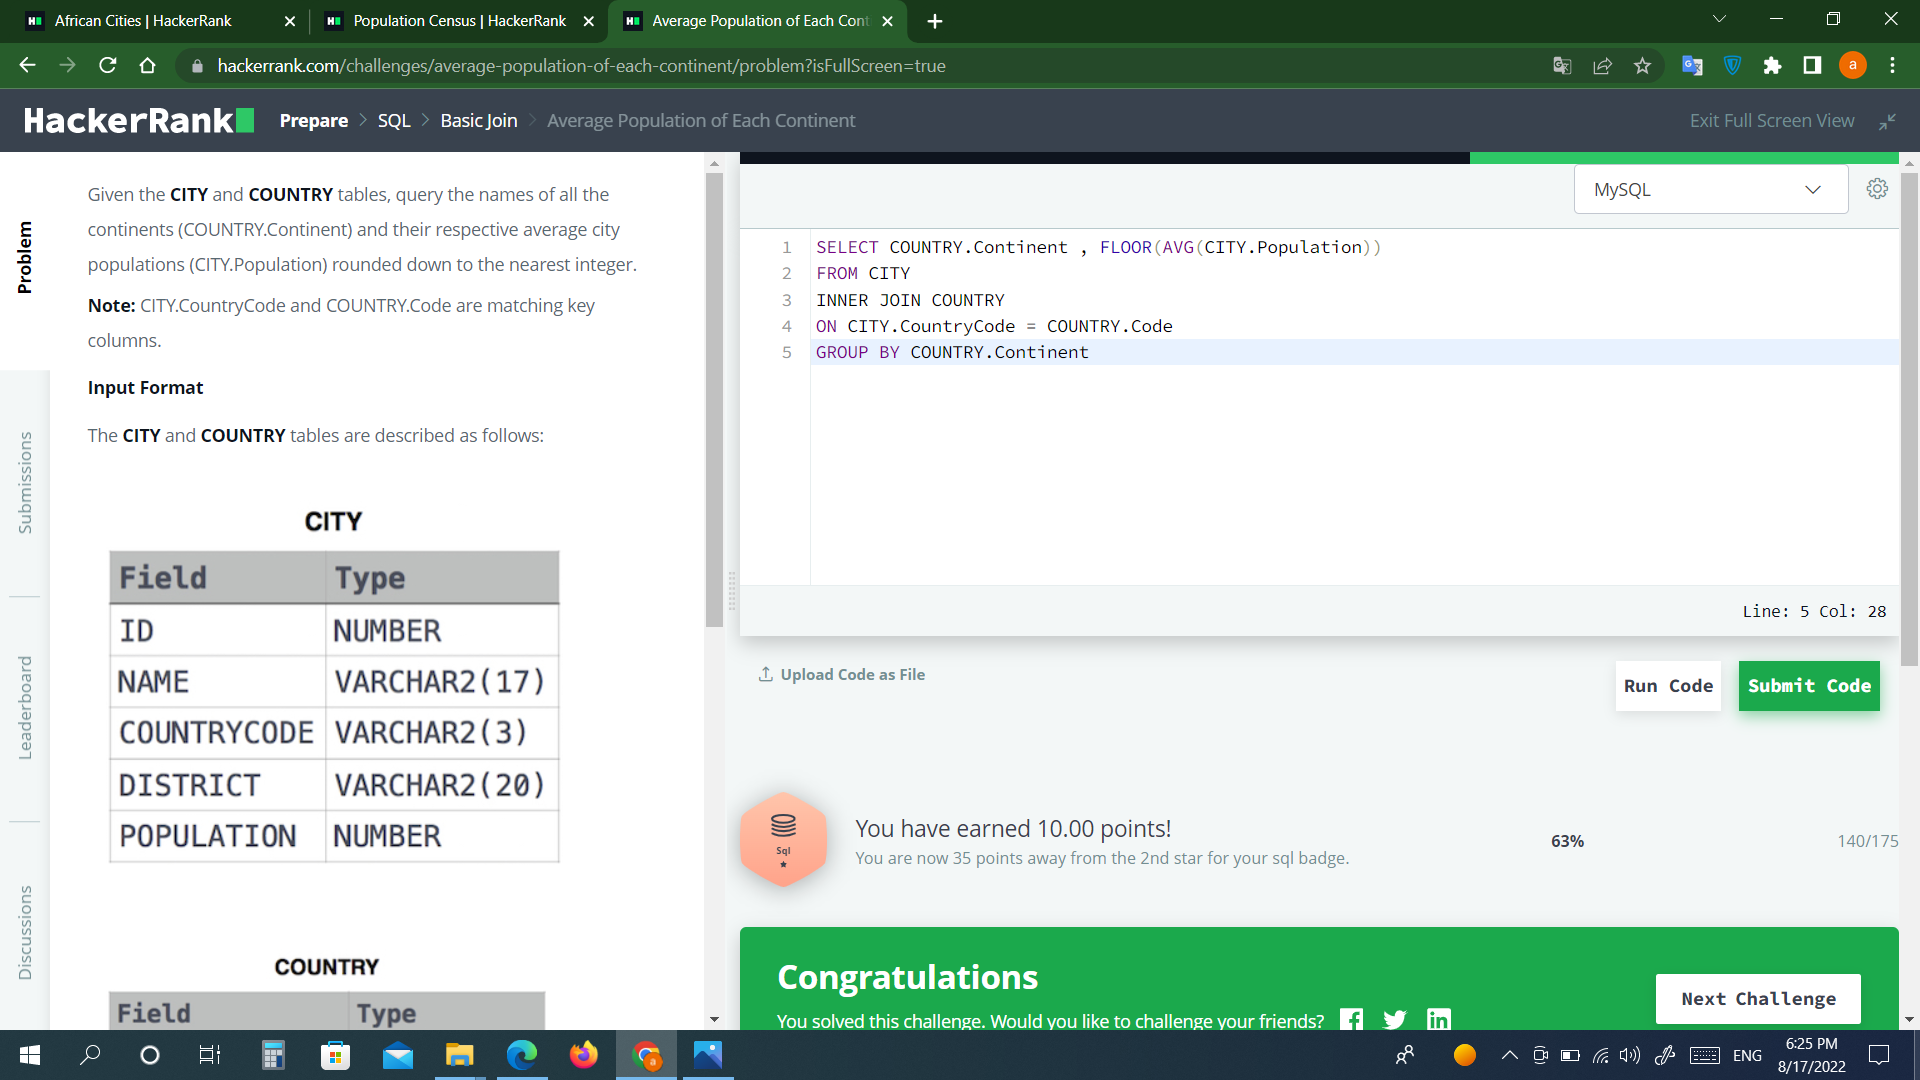 African Cities | HackerRank
Population Census | HackerRank
Average Population of Each Cont
hackerrank.com/challenges/average-population-of-each-continent/problem?isFullScreen=true
a
HackerRank
Prepare > SQL > Basic Join > Average Population of Each Continent
Exit Full Screen View
Problem
Submissions
Leaderboard
Discussions
Given the CITY and COUNTRY tables, query the names of all the
continents (COUNTRY.Continent) and their respective average city
populations (CITY.Population) rounded down to the nearest integer.
Note: CITY.CountryCode and COUNTRY.Code are matching key
columns.
Input Format
The CITY and COUNTRY tables are described as follows:
CITY
Field Type
ID NUMBER
NAME VARCHAR2(17)
COUNTRYCODE VARCHAR2(3)
DISTRICT VARCHAR2(20)
POPULATION NUMBER
COUNTRY
Field Type
MySQL
1 SELECT COUNTRY.Continent , FLOOR(AVG(CITY.Population))
2 FROM CITY
3 INNER JOIN COUNTRY
4 ON CITY.CountryCode = COUNTRY.Code
5 GROUP BY COUNTRY.Continent
Line: 5 Col: 28
Upload Code as File
Run Code
Submit Code
Sql
You have earned 10.00 points!
You are now 35 points away from the 2nd star for your sql badge.
63%
140/175
Congratulations
You solved this challenge. Would you like to challenge your friends?
Next Challenge
ENG
6:25 PM
8/17/2022